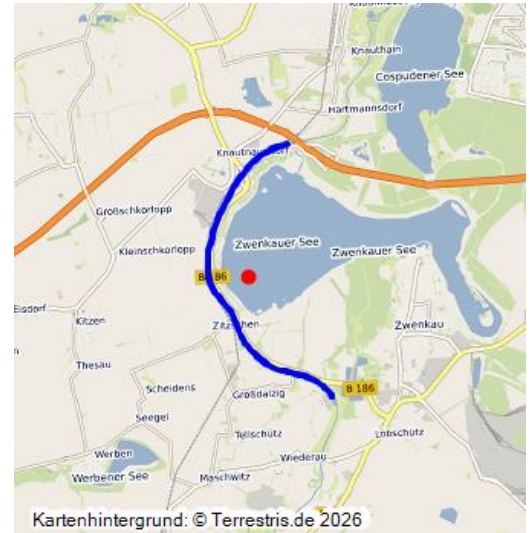 Knauthain
Cospudener See
Hartmannsdorf
Großschkorlopp
Zwenkauer See
Kleinschkorlopp
Zwenkauer See
B 186
Eisdorf
Kitzen
Zitzschen
Zwenkau
Thesau
Scheidens
B 186
Großdalzig
Seegel
Löbschütz
Tellschütz
Werben
Wiederau
Werbener See
Maschwitz
Kartenhintergrund: © Terrestris.de 2026